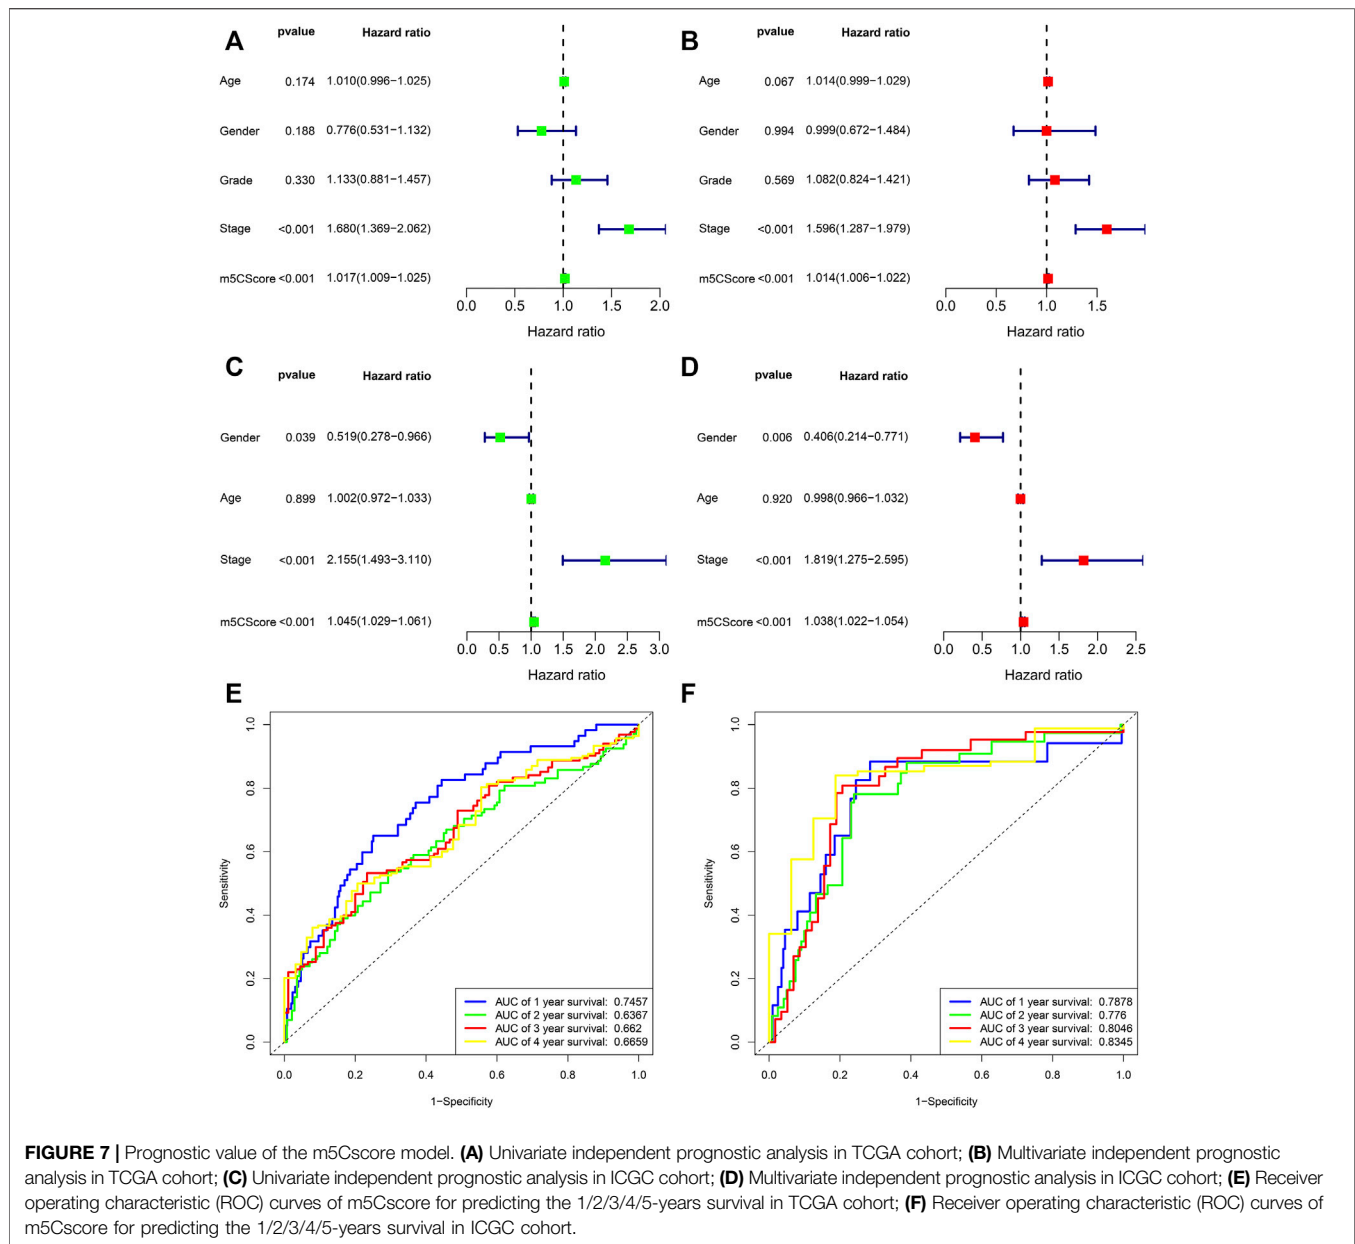 A pvalue Hazard ratio
Age 0.174 1.010(0.996−1.025)
Gender 0.188 0.776(0.531−1.132)
Grade 0.330 1.133(0.881−1.457)
Stage <0.001 1.680(1.369−2.062)
m5CScore <0.001 1.017(1.009−1.025)
0.0 0.5 1.0 1.5 2.0
Hazard ratio
B pvalue Hazard ratio
Age 0.067 1.014(0.999−1.029)
Gender 0.994 0.999(0.672−1.484)
Grade 0.569 1.082(0.824−1.421)
Stage <0.001 1.596(1.287−1.979)
m5CScore <0.001 1.014(1.006−1.022)
0.0 0.5 1.0 1.5
Hazard ratio
C pvalue Hazard ratio
Gender 0.039 0.519(0.278−0.966)
Age 0.899 1.002(0.972−1.033)
Stage <0.001 2.155(1.493−3.110)
m5CScore <0.001 1.045(1.029−1.061)
0.0 0.5 1.0 1.5 2.0 2.5 3.0
Hazard ratio
D pvalue Hazard ratio
Gender 0.006 0.406(0.214−0.771)
Age 0.920 0.998(0.966−1.032)
Stage <0.001 1.819(1.275−2.595)
m5CScore <0.001 1.038(1.022−1.054)
0.0 0.5 1.0 1.5 2.0 2.5
Hazard ratio
E
Sensitivity
1.0
0.8
0.6
0.4
0.2
0.0
AUC of 1 year survival: 0.7457
AUC of 2 year survival: 0.6367
AUC of 3 year survival: 0.662
AUC of 4 year survival: 0.6659
0.0 0.2 0.4 0.6 0.8 1.0
1−Specificity
F
Sensitivity
1.0
0.8
0.6
0.4
0.2
0.0
AUC of 1 year survival: 0.7878
AUC of 2 year survival: 0.776
AUC of 3 year survival: 0.8046
AUC of 4 year survival: 0.8345
0.0 0.2 0.4 0.6 0.8 1.0
1−Specificity
FIGURE 7 | Prognostic value of the m5Cscore model. (A) Univariate independent prognostic analysis in TCGA cohort; (B) Multivariate independent prognostic
analysis in TCGA cohort; (C) Univariate independent prognostic analysis in ICGC cohort; (D) Multivariate independent prognostic analysis in ICGC cohort; (E) Receiver
operating characteristic (ROC) curves of m5Cscore for predicting the 1/2/3/4/5-years survival in TCGA cohort; (F) Receiver operating characteristic (ROC) curves of
m5Cscore for predicting the 1/2/3/4/5-years survival in ICGC cohort.